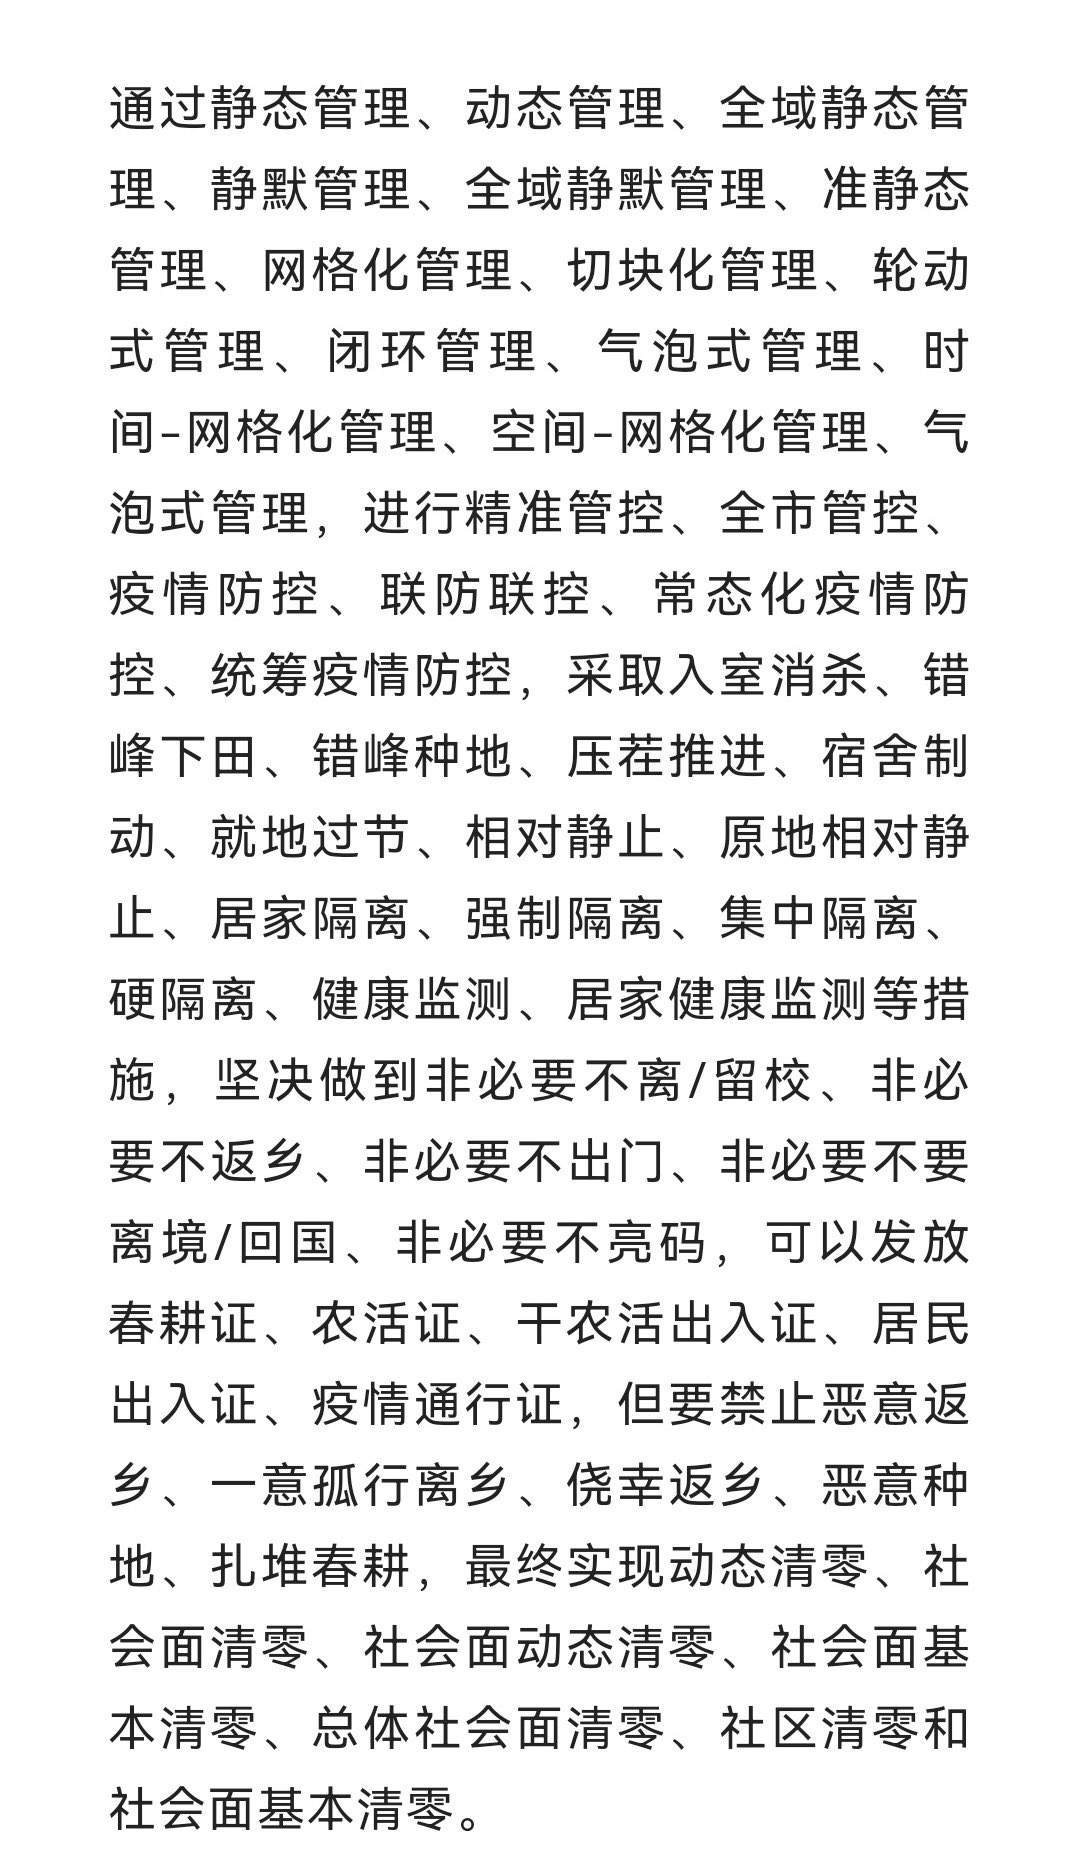 通过静态管理、动态管理、全域静态管
理、静默管理、全域静默管理、准静态
管理、网格化管理、切块化管理、轮动
式管理、闭环管理、气泡式管理、时
间-网格化管理、空间-网格化管理、气
泡式管理，进行精准管控、全市管控、
疫情防控、联防联控、常态化疫情防
控、统筹疫情防控，采取入室消杀、错
峰下田、错峰种地、压茬推进、宿舍制
动、就地过节、相对静止、原地相对静
止、居家隔离、强制隔离、集中隔离、
硬隔离、健康监测、居家健康监测等措
施，坚决做到非必要不离/留校、非必
要不返乡、非必要不出门、非必要不要
离境/回国、非必要不亮码，可以发放
春耕证、农活证、干农活出入证、居民
出入证、疫情通行证，但要禁止恶意返
乡、一意孤行离乡、侥幸返乡、恶意种
地、扎堆春耕，最终实现动态清零、社
会面清零、社会面动态清零、社会面基
本清零、总体社会面清零、社区清零和
社会面基本清零。